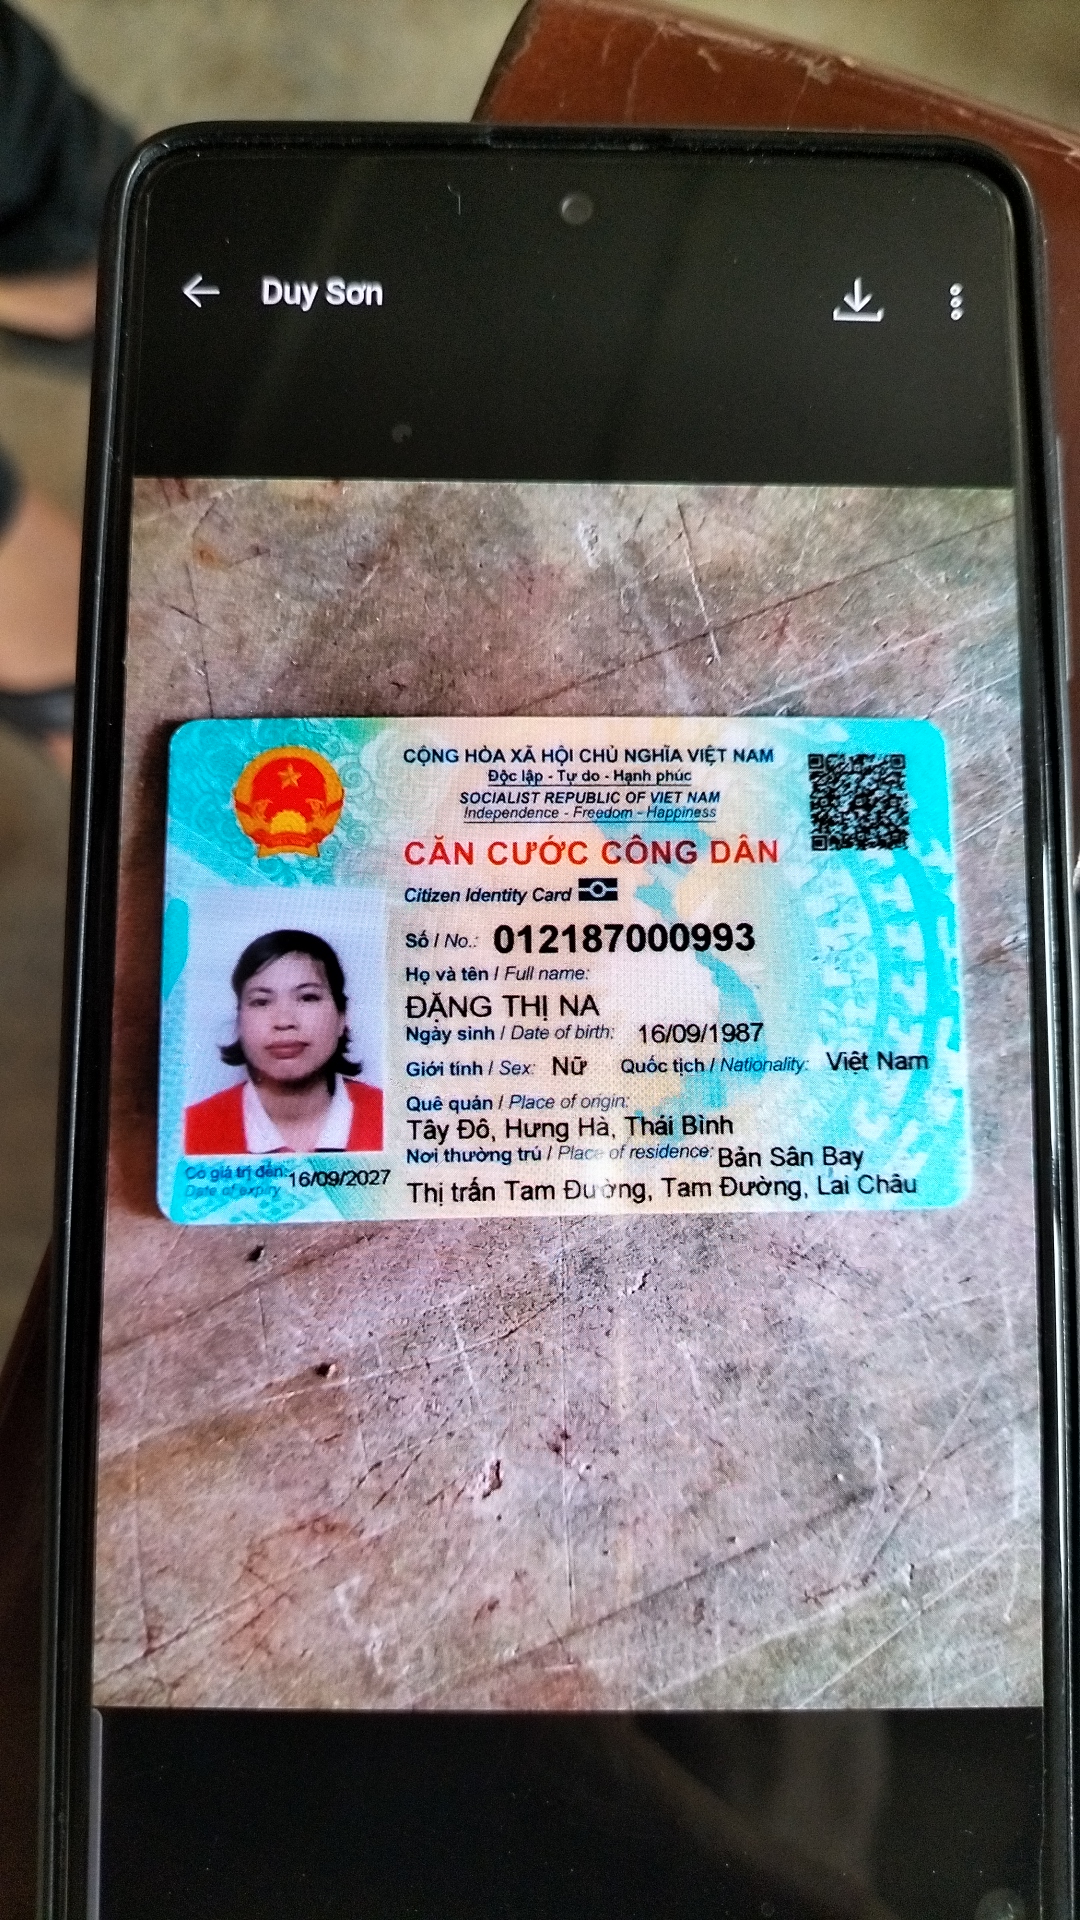 Duy Sơn
CỘNG HÒA XÃ HỘI CHỦ NGHĨA VIỆT NAM
Độc lập - Tự do - Hạnh phúc
SOCIALIST REPUBLIC OF VIET NAM
Independence - Freedom - Happiness
CĂN CƯỚC CÔNG DÂN
Citizen Identity Card
Số / No.: 012187000993
Họ và tên / Full name:
ĐẶNG THỊ NA
Ngày sinh / Date of birth: 16/09/1987
Giới tính / Sex: Nữ Quốc tịch / Nationality: Việt Nam
Quê quán / Place of origin:
Tây Đô, Hưng Hà, Thái Bình
Nơi thường trú / Place of residence: Bản Sân Bay
Thị trấn Tam Đường, Tam Đường, Lai Châu
Có giá trị đến: 16/09/2027
Date of expiry